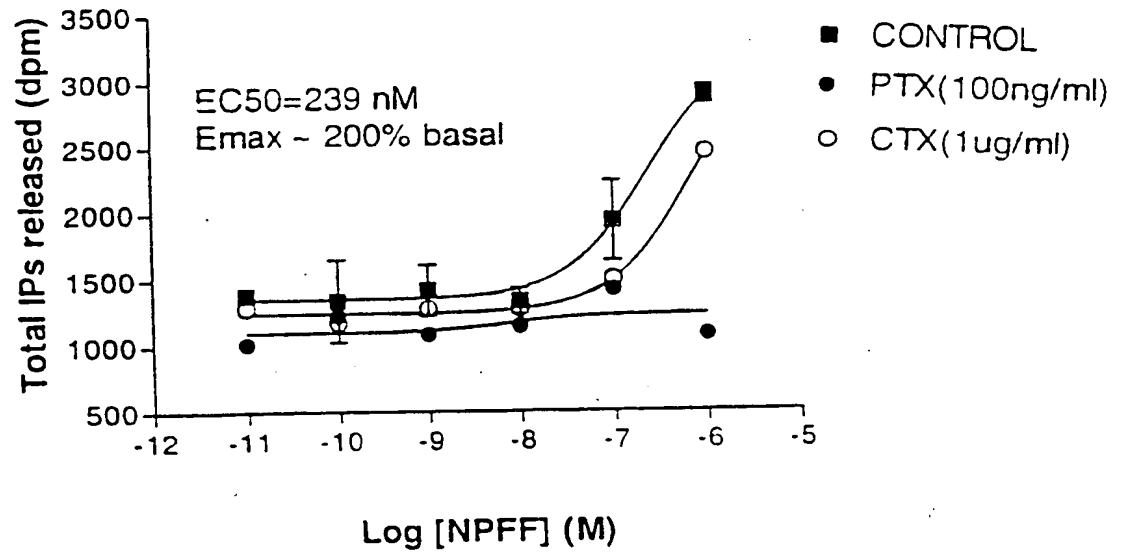 3500
3000
2500
2000
1500
1000
500
Total IPs released (dpm)
EC50=239 nM
Emax ~ 200% basal
CONTROL
PTX(100ng/ml)
CTX(1ug/ml)
-12 -11 -10 -9 -8 -7 -6 -5
Log [NPFF] (M)